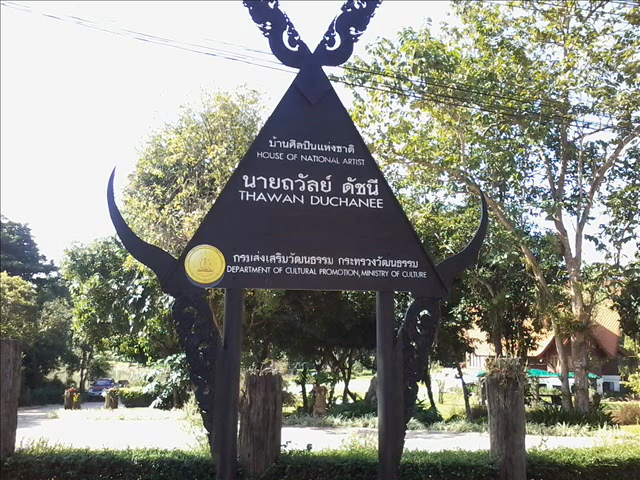 บ้านศิลปินแห่งชาติ
HOUSE OF NATIONAL ARTIST
นายถวัลย์ ดัชนี
THAWAN DUCHANEE
กรมส่งเสริมวัฒนธรรม กระทรวงวัฒนธรรม
DEPARTMENT OF CULTURAL PROMOTION, MINISTRY OF CULTURE